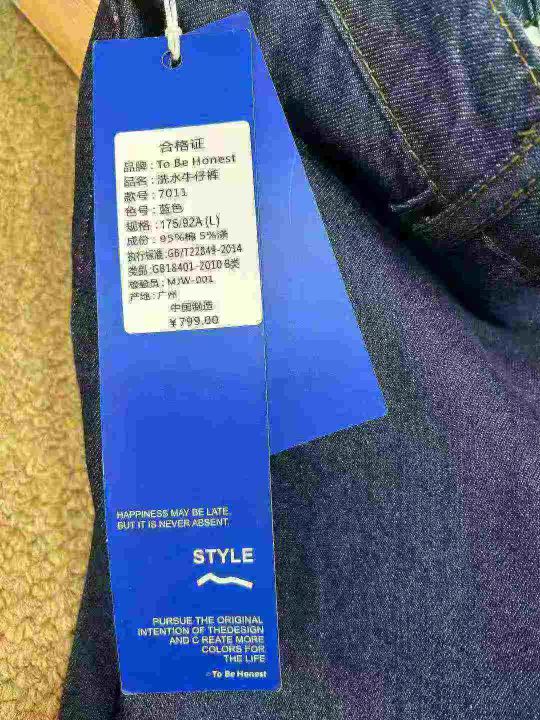 合格证
品牌：To Be Honest
品名：洗水牛仔裤
款号：7011
色号：蓝色
规格：175/92A (L)
成份：95%棉 5%涤
执行标准:GB/T22849-2014
类别:GB18401-2010 B类
检验员：MJW-001
产地：广州
中国制造
￥799.00
HAPPINESS MAY BE LATE,
BUT IT IS NEVER ABSENT.
STYLE
PURSUE THE ORIGINAL
INTENTION OF THEDESIGN
AND C REATE MORE
COLORS FOR
THE LIFE
To Be Honest